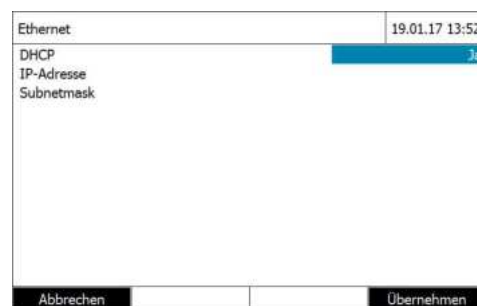 Ethernet 19.01.17 13:52
DHCP
IP-Adresse
Subnetmask
Abbrechen Übernehmen